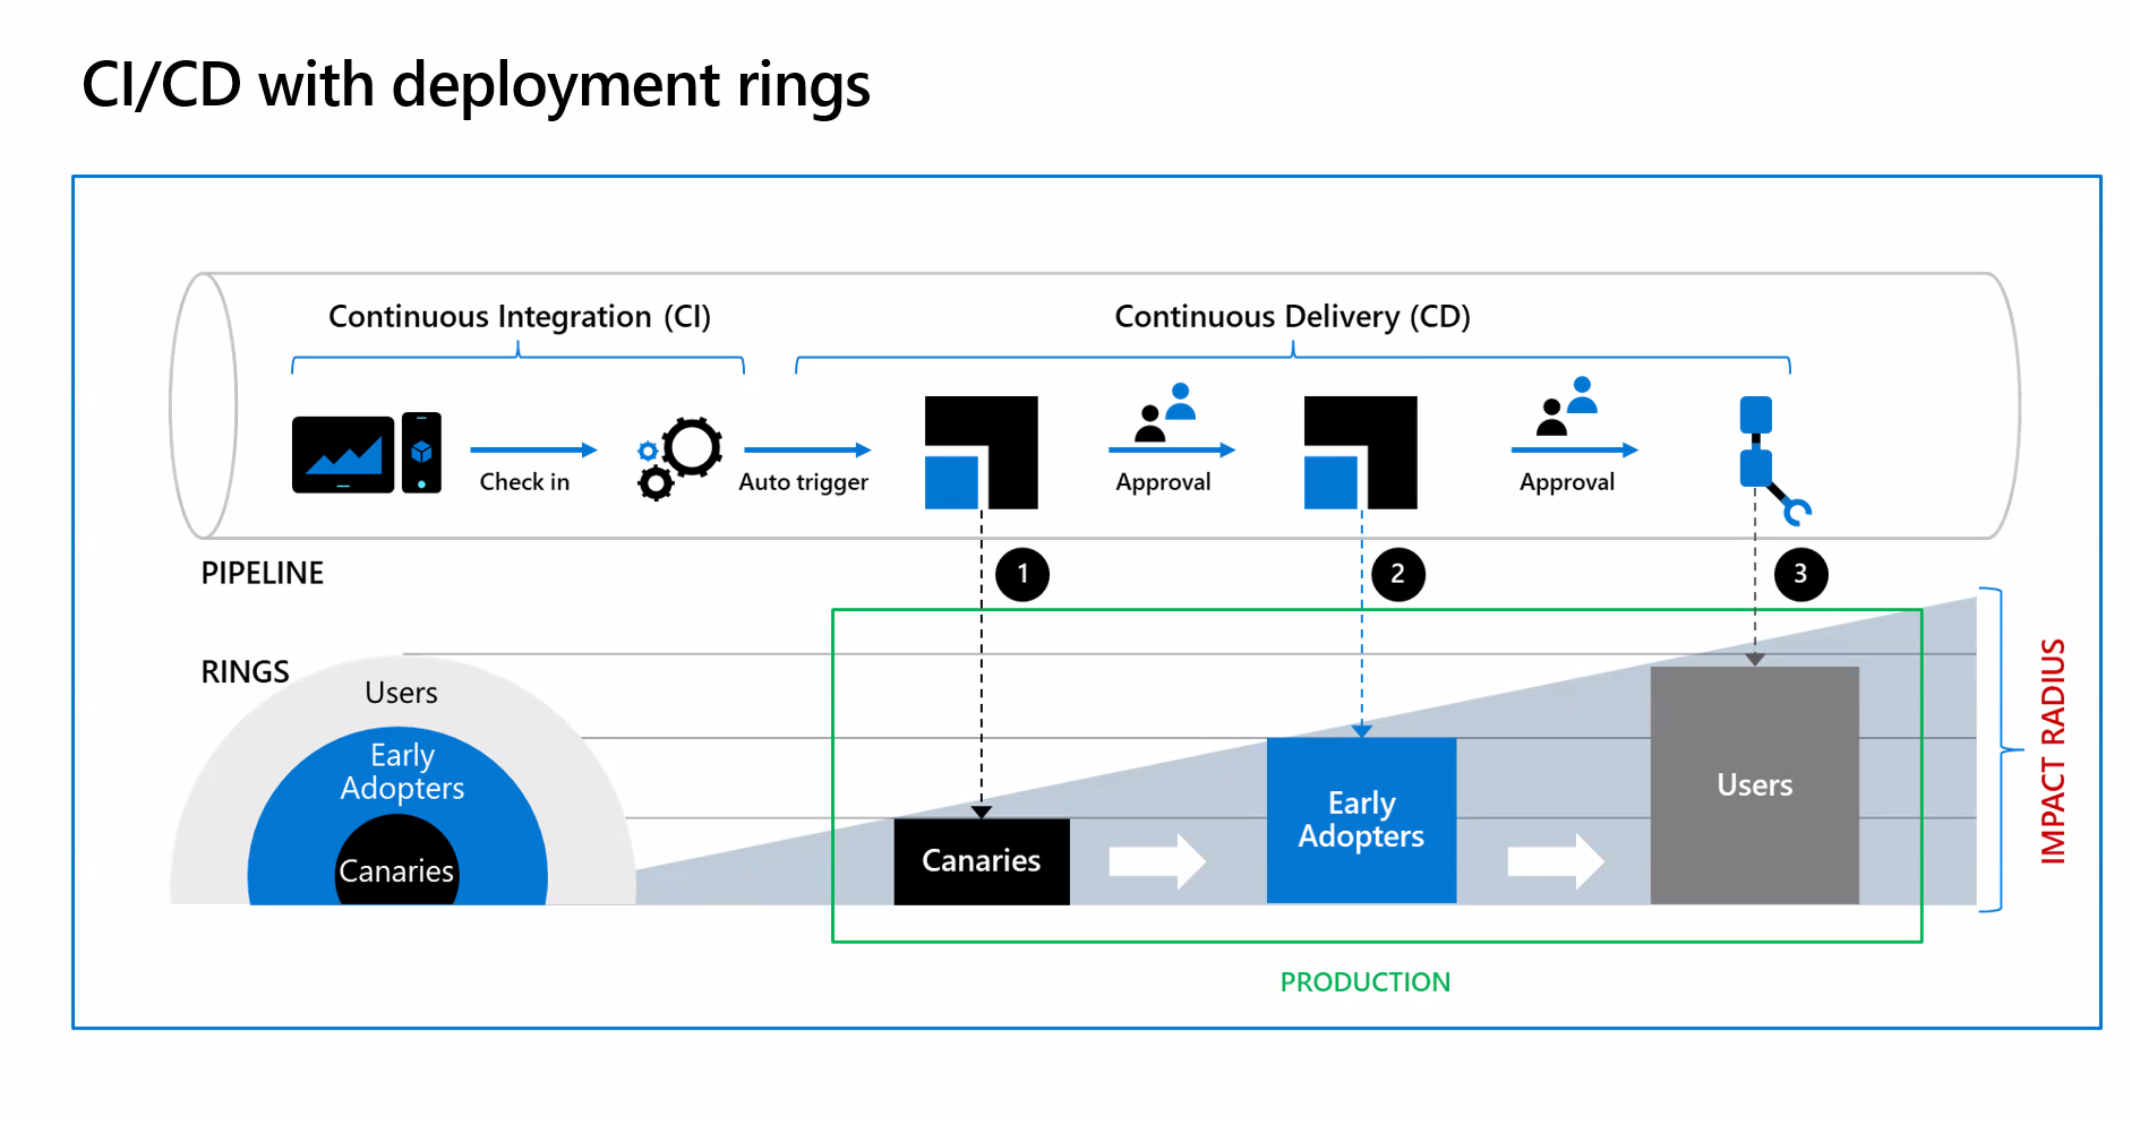 CI/CD with deployment rings
Continuous Integration (CI)
Continuous Delivery (CD)
Check in
Auto trigger
Approval
Approval
PIPELINE
1
2
3
RINGS
Users
Early
Adopters
Canaries
Canaries
Early
Adopters
Users
IMPACT RADIUS
PRODUCTION